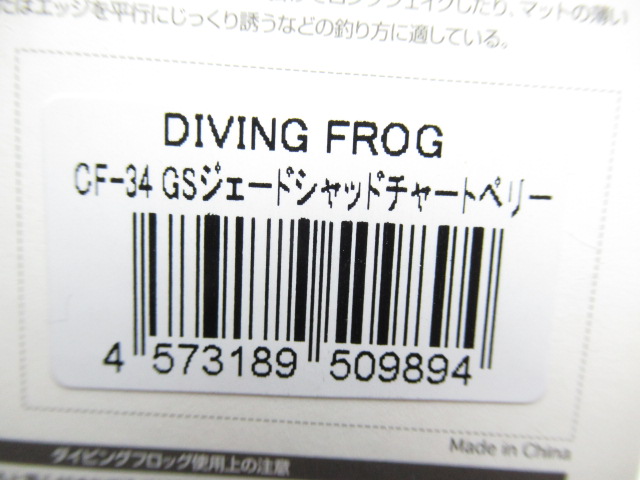 トはエッジを平行にじっくり誘うなどの釣り方に適している。
DIVING FROG
CF-34 GSジェードシャッドチャートベリー
4 573189 509894
Made in China
ダイビングフロッグ使用上の注意